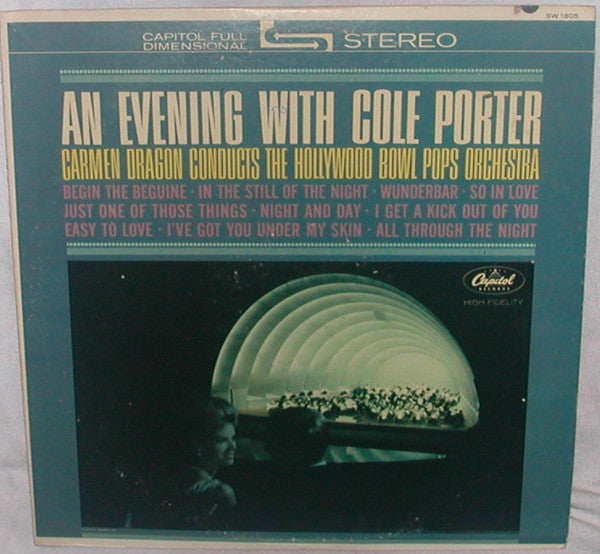 SW 1805
CAPITOL FULL
DIMENSIONAL
STEREO
AN EVENING WITH COLE PORTER
CARMEN DRAGON CONDUCTS THE HOLLYWOOD BOWL POPS ORCHESTRA
BEGIN THE BEGUINE · IN THE STILL OF THE NIGHT · WUNDERBAR · SO IN LOVE
JUST ONE OF THOSE THINGS · NIGHT AND DAY · I GET A KICK OUT OF YOU
EASY TO LOVE · I'VE GOT YOU UNDER MY SKIN · ALL THROUGH THE NIGHT
Capitol
RECORDS
HIGH FIDELITY